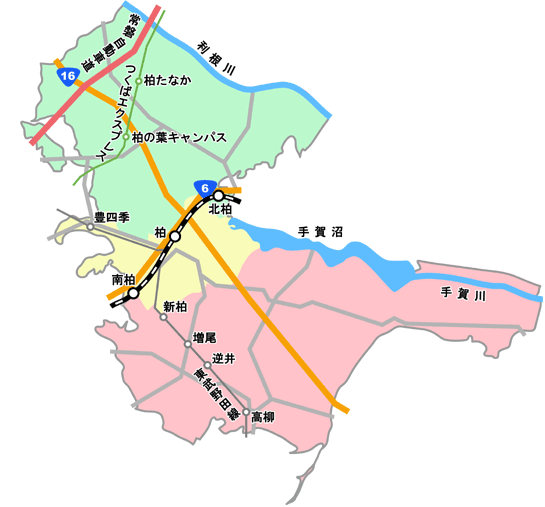 常磐自動車道
利根川
16
つくばエクスプレス
柏たなか
柏の葉キャンパス
6
北柏
豊四季
柏
手賀沼
南柏
手賀川
新柏
増尾
逆井
東武野田線
高柳